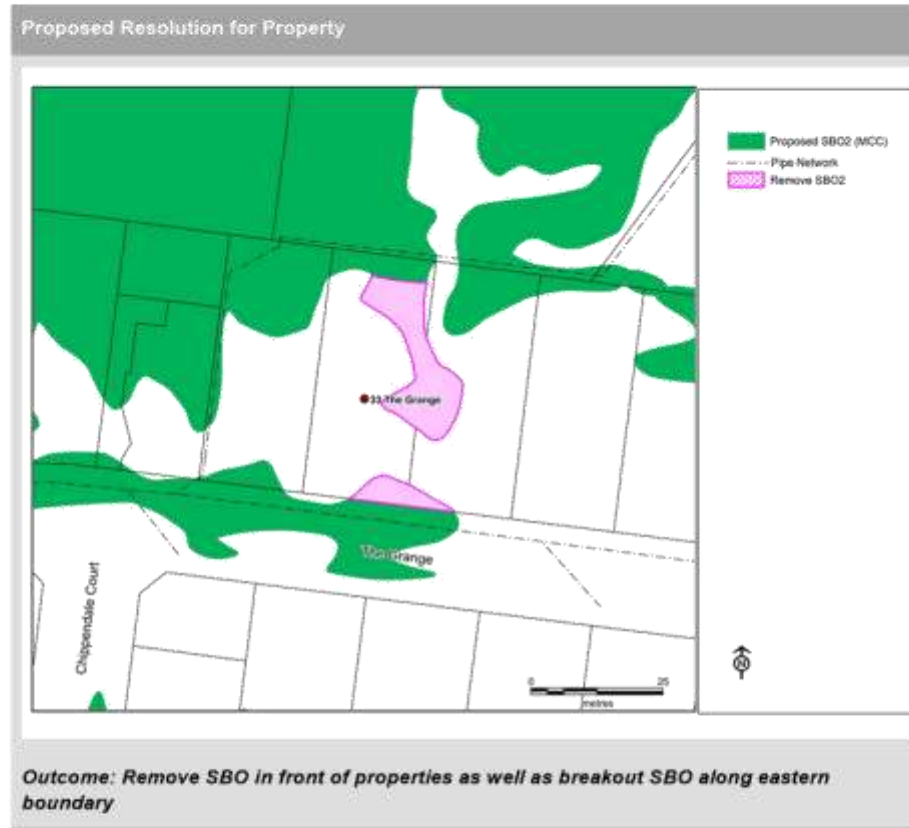 Proposed Resolution for Property
Proposed SBO2 (MCC)
Pipe Network
Remove SBO2
33 The Grange
The Grange
Chippendale Court
0 25
metres
N
Outcome: Remove SBO in front of properties as well as breakout SBO along eastern
boundary